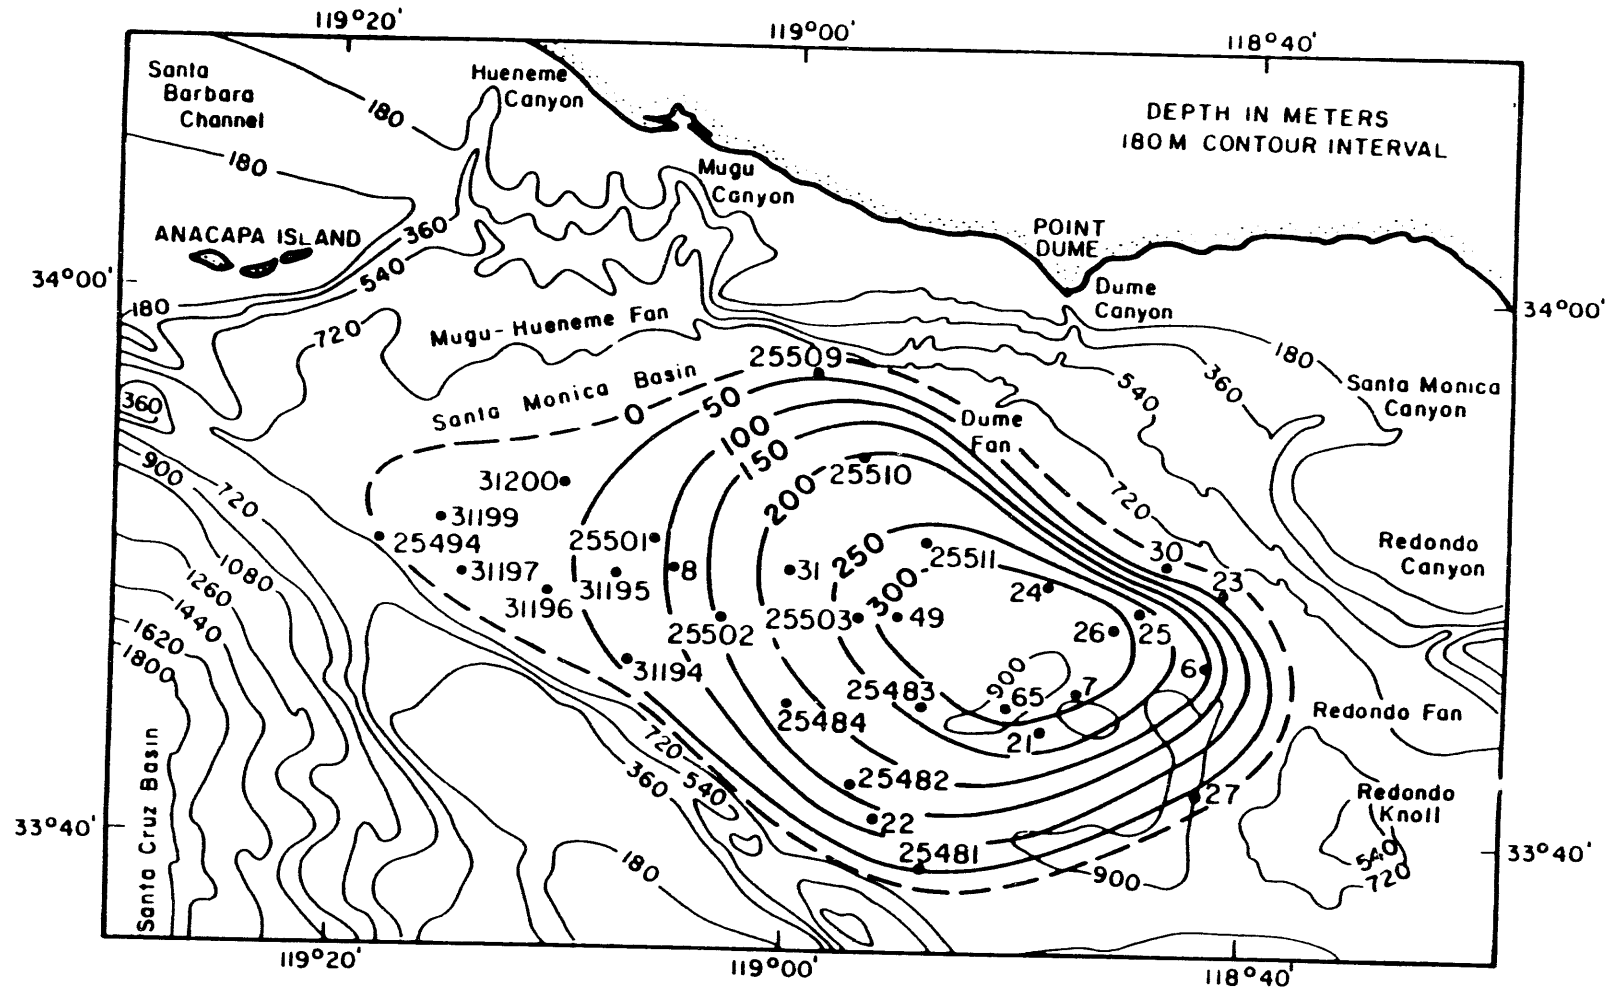 119°20'
119°00'
118°40'
Santa
Barbara
Channel
Hueneme
Canyon
DEPTH IN METERS
180 M CONTOUR INTERVAL
180
180
Mugu
Canyon
ANACAPA ISLAND
360
540
POINT
DUME
Dume
Canyon
34°00'
34°00'
180
720
Mugu-Hueneme Fan
180
360
540
Santa Monica
Canyon
25509
Santa Monica Basin
0
50
100
150
200
250
300
360
Dume
Fan
900
720
31200
31199
25494
31197
31196
25501
31195
8
31
25510
25511
720
30
23
Redondo
Canyon
1080
1260
1440
1620
1800
25502
25503
49
24
26
25
31194
25483
25484
900
65
7
6
21
Redondo Fan
720
540
360
25482
22
25481
27
Redondo
Knoll
540
720
900
180
Santa Cruz Basin
33°40'
33°40'
119°20'
119°00'
118°40'